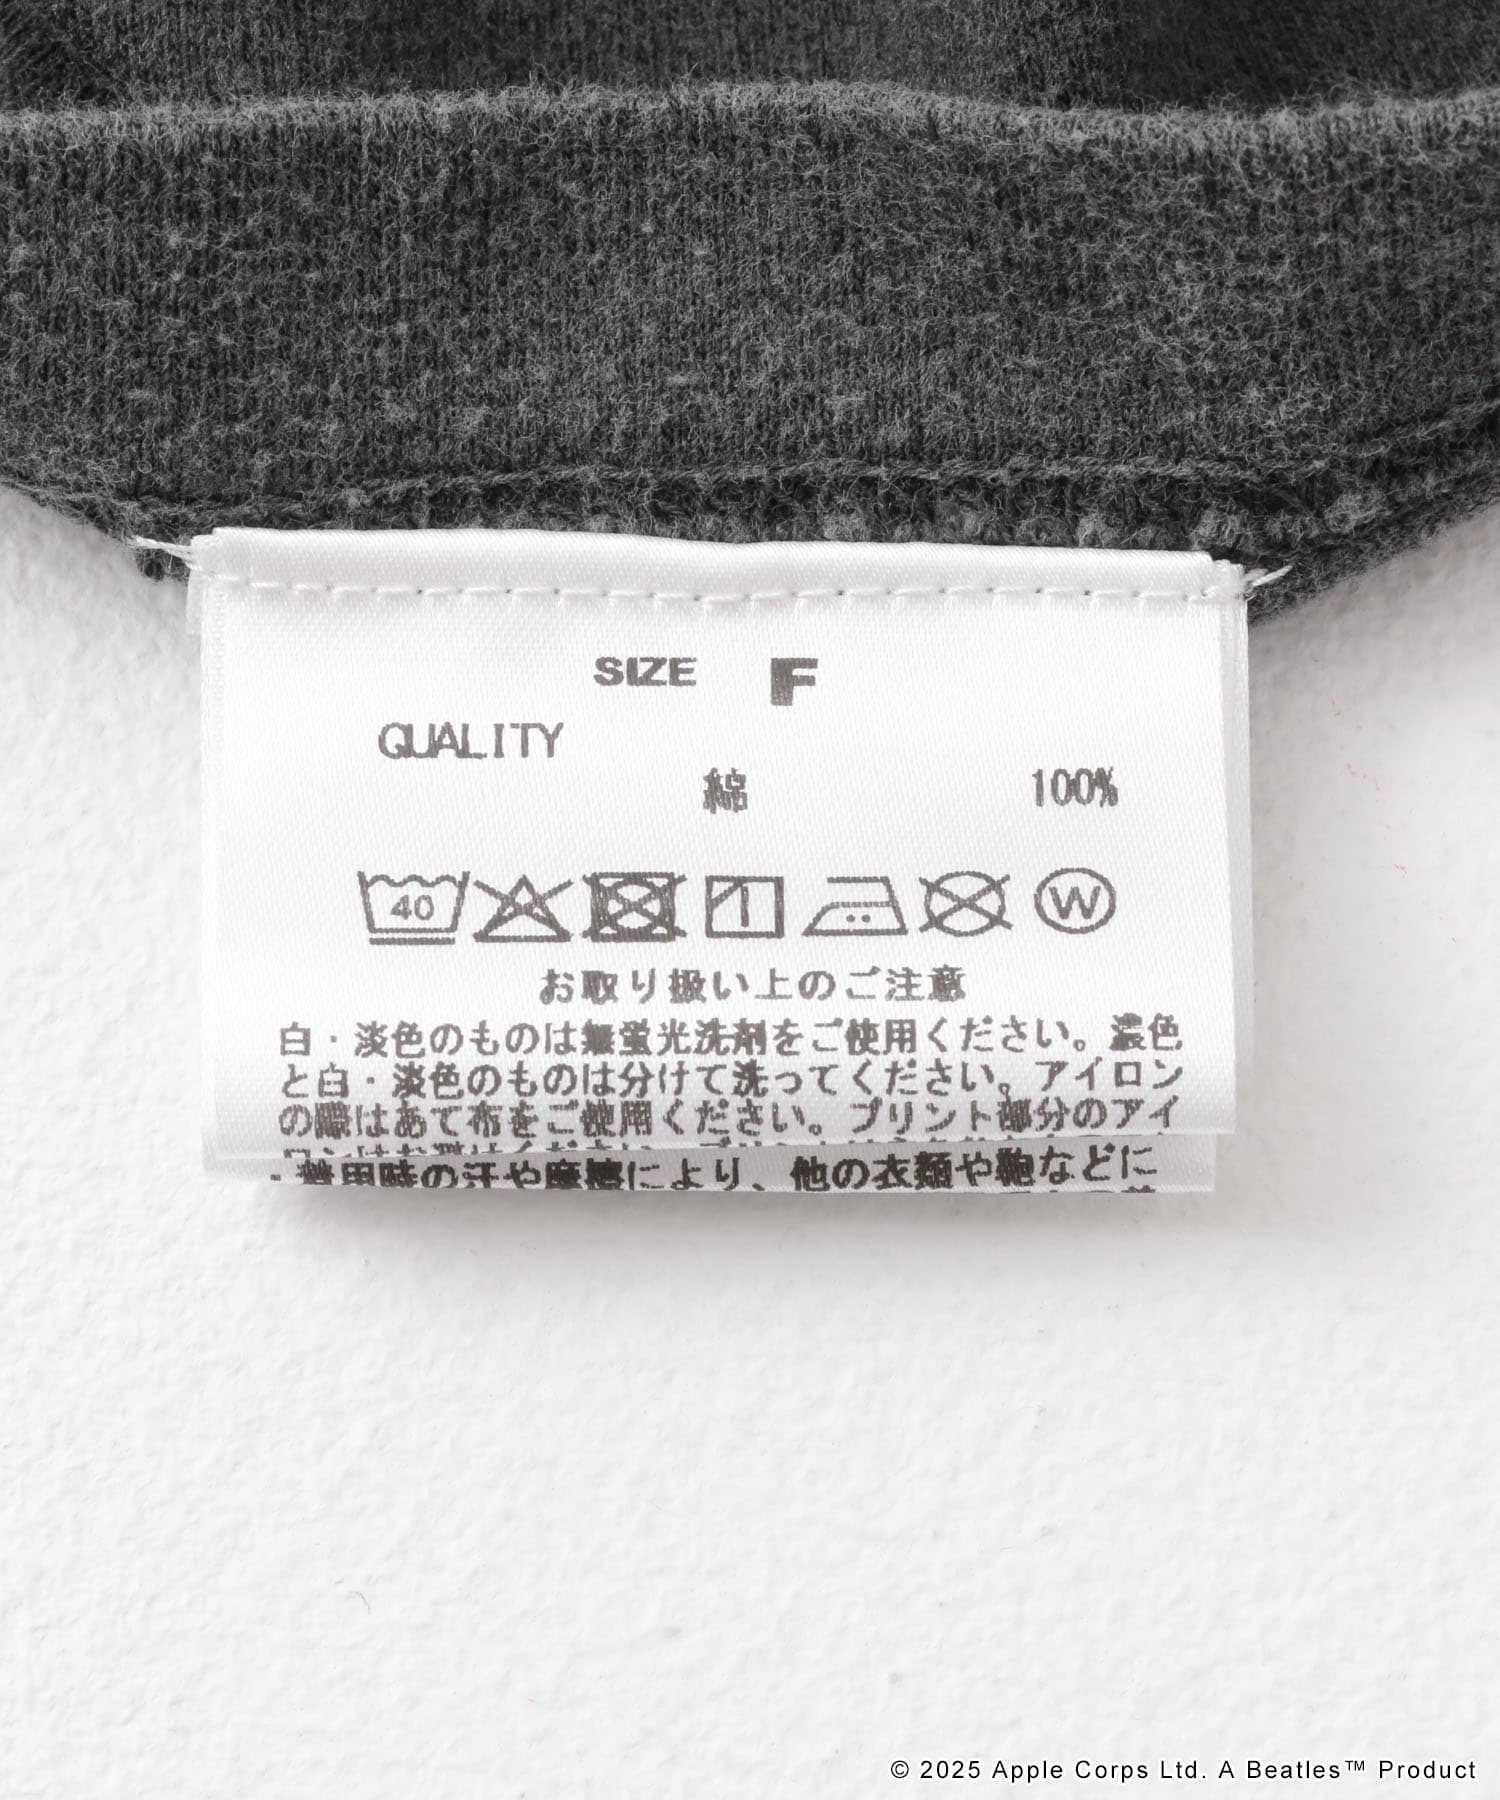 SIZE F
QUALITY
綿 100%
40
W
お取り扱い上のご注意
白・淡色のものは無蛍光洗剤をご使用ください。濃色
と白・淡色のものは分けて洗ってください。アイロン
の際はあて布をご使用ください。プリント部分のアイ
・着用時の汗や摩擦により、他の衣類や鞄などに
© 2025 Apple Corps Ltd. A Beatles™ Product